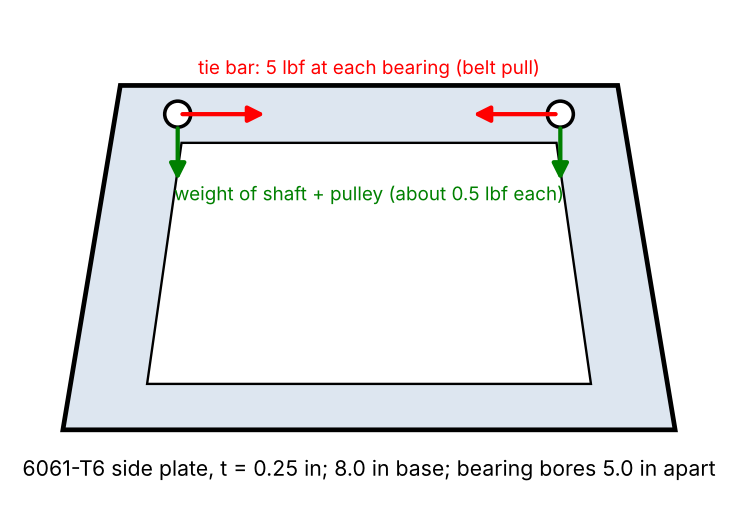 tie bar: 5 lbf at each bearing (belt pull)
weight of shaft + pulley (about 0.5 lbf each)
6061-T6 side plate, t = 0.25 in; 8.0 in base; bearing bores 5.0 in apart